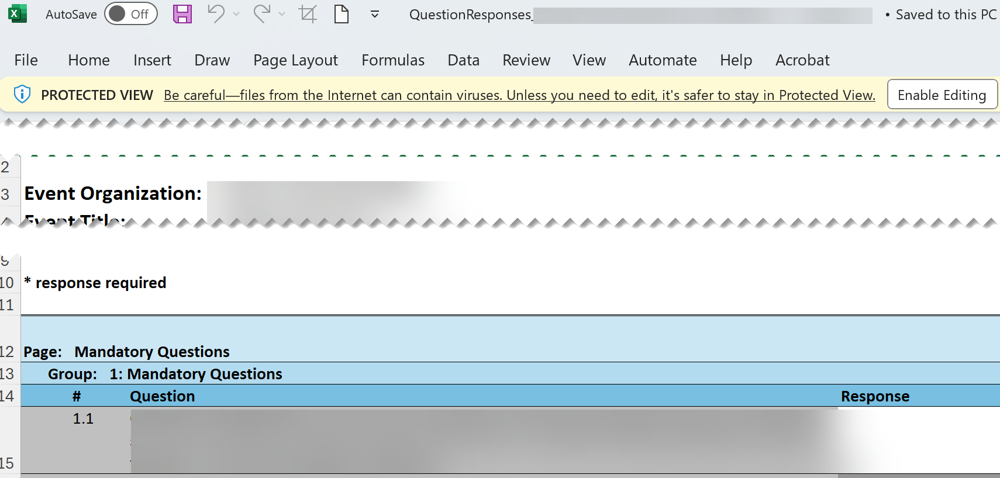 AutoSave Off QuestionResponses_ • Saved to this PC
File Home Insert Draw Page Layout Formulas Data Review View Automate Help Acrobat
PROTECTED VIEW Be careful—files from the Internet can contain viruses. Unless you need to edit, it's safer to stay in Protected View. Enable Editing
2
3 Event Organization:
4 Event Title:
9
10 * response required
11
12 Page: Mandatory Questions
13 Group: 1: Mandatory Questions
14 # Question Response
1.1
15